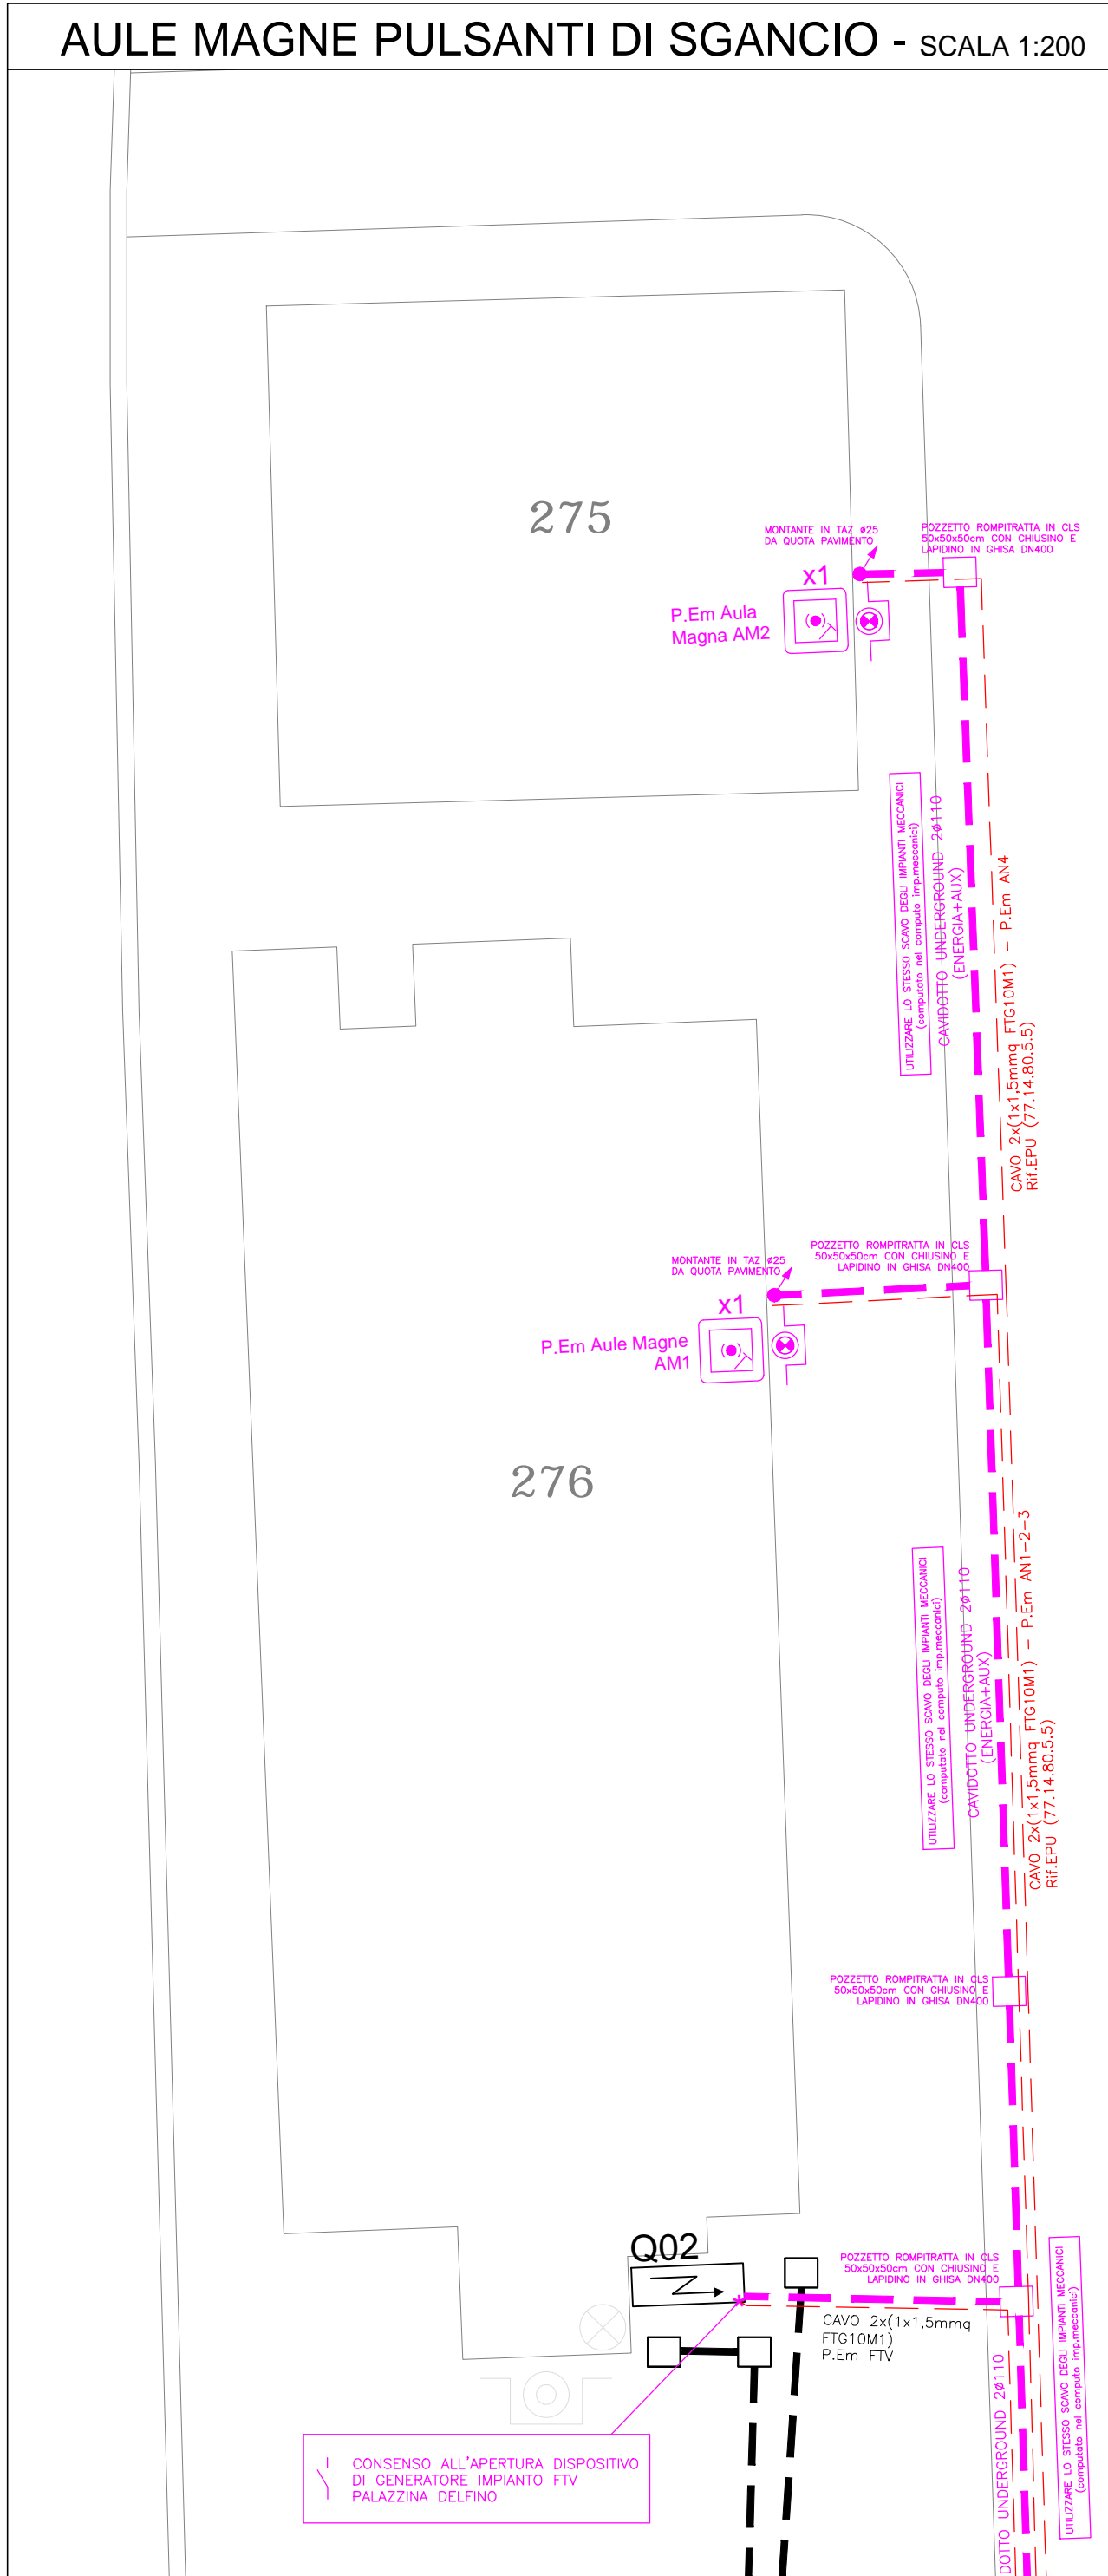 AULE MAGNE PULSANTI DI SGANCIO - SCALA 1:200
275
MONTANTE IN TAZ ø25
DA QUOTA PAVIMENTO
POZZETTO ROMPITRATTA IN CLS
50x50x50cm CON CHIUSINO E
LAPIDINO IN GHISA DN400
x1
P.Em Aula
Magna AM2
UTILIZZARE LO STESSO SCAVO DEGLI IMPIANTI MECCANICI
(computato nel computo imp.meccanici)
CAVIDOTTO UNDERGROUND 2ø110
(ENERGIA+AUX)
CAVO 2x(1x1,5mmq FTG10M1) - P.Em AN4
Rif.EPU (77.14.80.5.5)
MONTANTE IN TAZ ø25
DA QUOTA PAVIMENTO
POZZETTO ROMPITRATTA IN CLS
50x50x50cm CON CHIUSINO E
LAPIDINO IN GHISA DN400
x1
P.Em Aule Magne
AM1
276
UTILIZZARE LO STESSO SCAVO DEGLI IMPIANTI MECCANICI
(computato nel computo imp.meccanici)
CAVIDOTTO UNDERGROUND 2ø110
(ENERGIA+AUX)
CAVO 2x(1x1,5mmq FTG10M1) - P.Em AN1-2-3
Rif.EPU (77.14.80.5.5)
POZZETTO ROMPITRATTA IN CLS
50x50x50cm CON CHIUSINO E
LAPIDINO IN GHISA DN400
Q02
POZZETTO ROMPITRATTA IN CLS
50x50x50cm CON CHIUSINO E
LAPIDINO IN GHISA DN400
CAVO 2x(1x1,5mmq
FTG10M1)
P.Em FTV
UTILIZZARE LO STESSO SCAVO DEGLI IMPIANTI MECCANICI
(computato nel computo imp.meccanici)
DOTTO UNDERGROUND 2ø110
CONSENSO ALL'APERTURA DISPOSITIVO
DI GENERATORE IMPIANTO FTV
PALAZZINA DELFINO